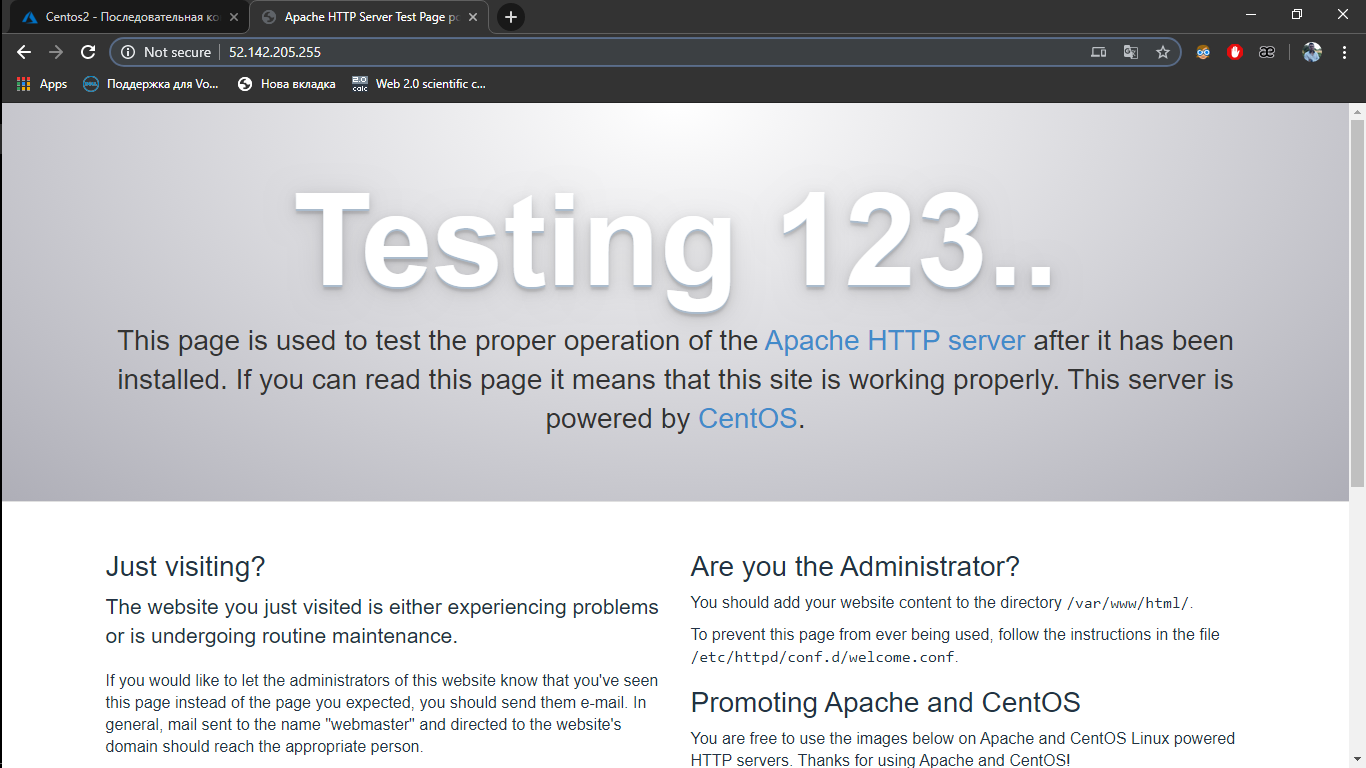 Centos2 - Последовательная ко
Apache HTTP Server Test Page po
Not secure | 52.142.205.255
Apps
Поддержка для Vo...
Нова вкладка
2.0 calc
Web 2.0 scientific c...
Testing 123..
This page is used to test the proper operation of the Apache HTTP server after it has been
installed. If you can read this page it means that this site is working properly. This server is
powered by CentOS.
Just visiting?
The website you just visited is either experiencing problems
or is undergoing routine maintenance.
If you would like to let the administrators of this website know that you've seen
this page instead of the page you expected, you should send them e-mail. In
general, mail sent to the name "webmaster" and directed to the website's
domain should reach the appropriate person.
Are you the Administrator?
You should add your website content to the directory /var/www/html/.
To prevent this page from ever being used, follow the instructions in the file
/etc/httpd/conf.d/welcome.conf.
Promoting Apache and CentOS
You are free to use the images below on Apache and CentOS Linux powered
HTTP servers. Thanks for using Apache and CentOS!